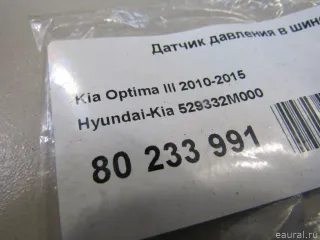 Датчик давления в шин
Kia Optima III 2010-2015
Hyundai-Kia 529332M000
80 233 991
eaural.ru